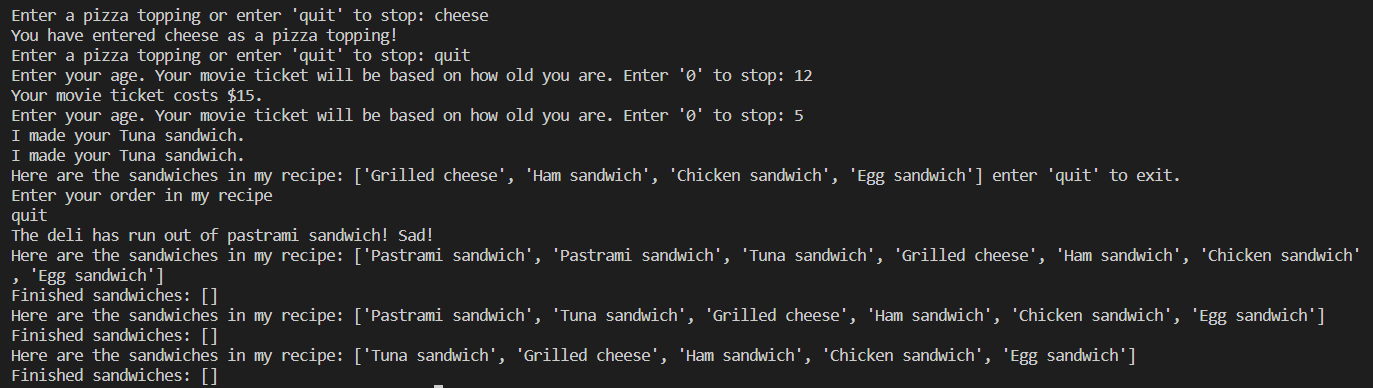 Enter a pizza topping or enter 'quit' to stop: cheese
You have entered cheese as a pizza topping!
Enter a pizza topping or enter 'quit' to stop: quit
Enter your age. Your movie ticket will be based on how old you are. Enter '0' to stop: 12
Your movie ticket costs $15.
Enter your age. Your movie ticket will be based on how old you are. Enter '0' to stop: 5
I made your Tuna sandwich.
I made your Tuna sandwich.
Here are the sandwiches in my recipe: ['Grilled cheese', 'Ham sandwich', 'Chicken sandwich', 'Egg sandwich'] enter 'quit' to exit.
Enter your order in my recipe
quit
The deli has run out of pastrami sandwich! Sad!
Here are the sandwiches in my recipe: ['Pastrami sandwich', 'Pastrami sandwich', 'Tuna sandwich', 'Grilled cheese', 'Ham sandwich', 'Chicken sandwich'
, 'Egg sandwich']
Finished sandwiches: []
Here are the sandwiches in my recipe: ['Pastrami sandwich', 'Tuna sandwich', 'Grilled cheese', 'Ham sandwich', 'Chicken sandwich', 'Egg sandwich']
Finished sandwiches: []
Here are the sandwiches in my recipe: ['Tuna sandwich', 'Grilled cheese', 'Ham sandwich', 'Chicken sandwich', 'Egg sandwich']
Finished sandwiches: []